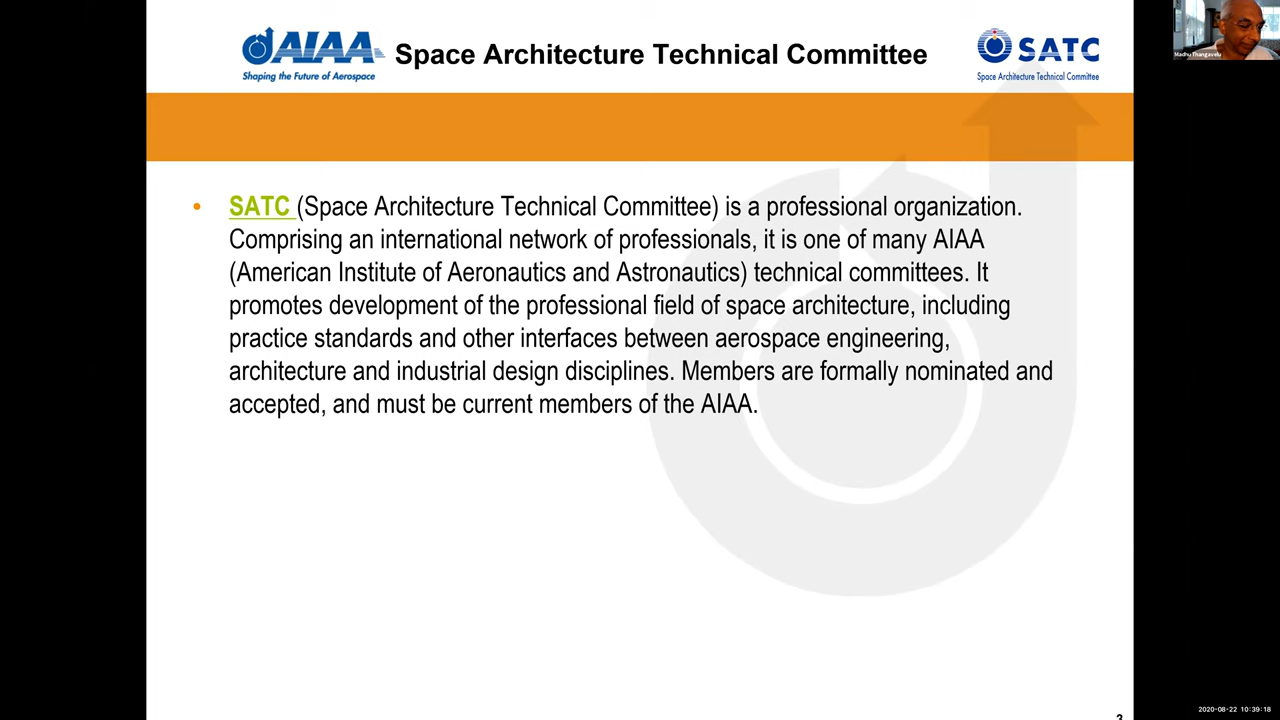 AIAA
Shaping the Future of Aerospace
Space Architecture Technical Committee
SATC
Space Architecture Technical Committee
Madhu Thangavelu
• SATC (Space Architecture Technical Committee) is a professional organization.
Comprising an international network of professionals, it is one of many AIAA
(American Institute of Aeronautics and Astronautics) technical committees. It
promotes development of the professional field of space architecture, including
practice standards and other interfaces between aerospace engineering,
architecture and industrial design disciplines. Members are formally nominated and
accepted, and must be current members of the AIAA.
2020-08-22 10:39:18
3